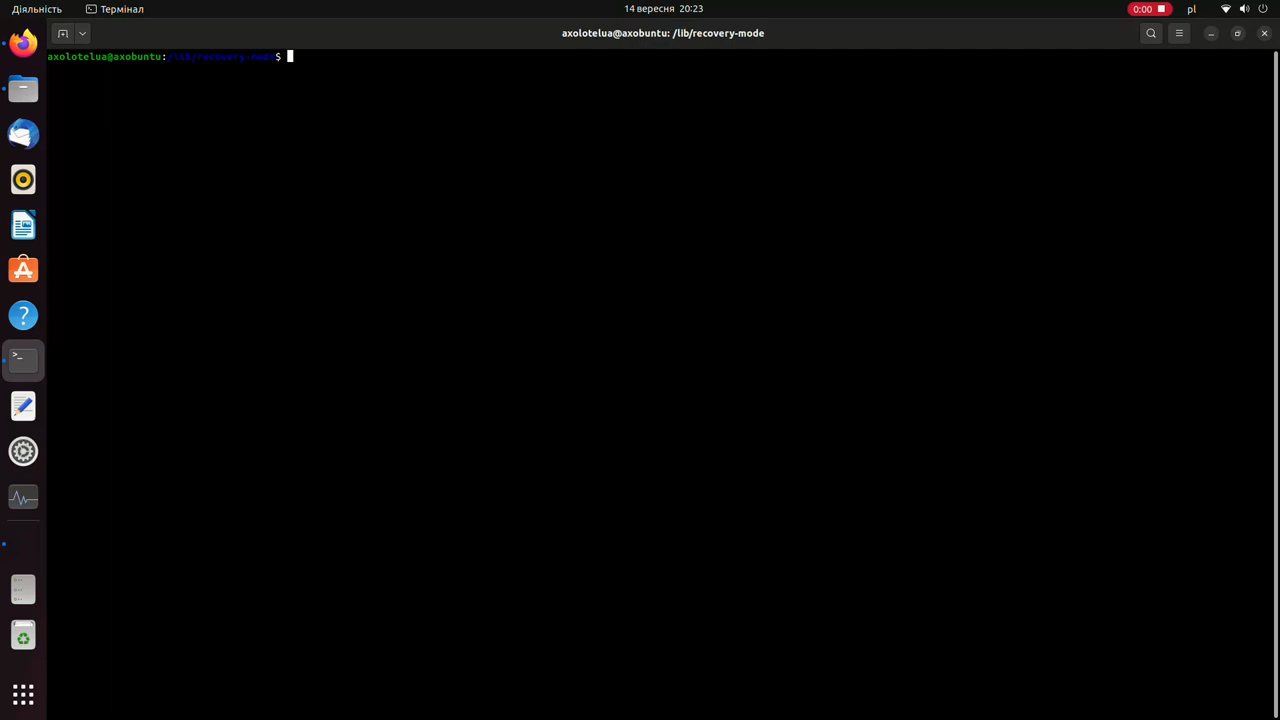 Діяльність Термінал 14 вересня 20:23 0:00 pl
axolotelua@axobuntu: /lib/recovery-mode
axolotelua@axobuntu:/lib/recovery-mode$